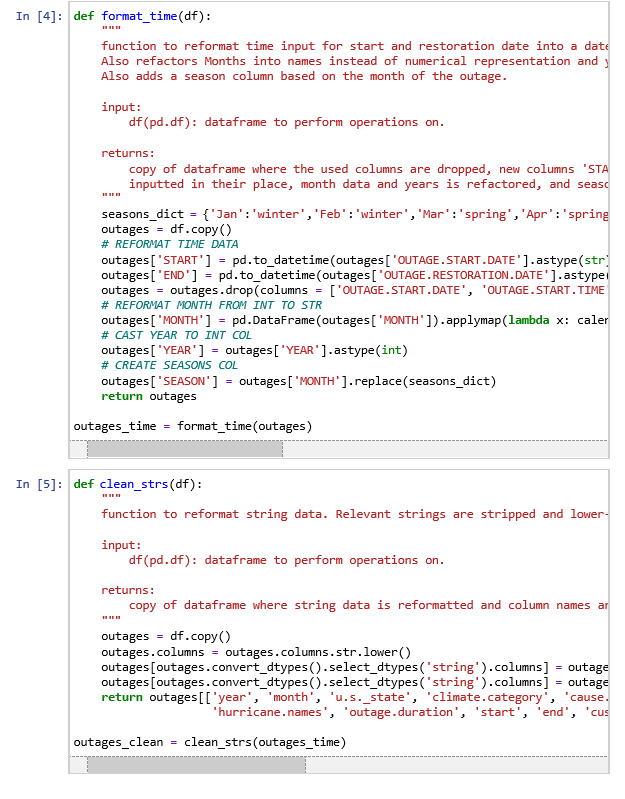 In [4]: def format_time(df):
"""
function to reformat time input for start and restoration date into a date
Also refactors Months into names instead of numerical representation and y
Also adds a season column based on the month of the outage.
input:
df(pd.df): dataframe to perform operations on.
returns:
copy of dataframe where the used columns are dropped, new columns 'STA
inputted in their place, month data and years is refactored, and seaso
"""
seasons_dict = {'Jan':'winter','Feb':'winter','Mar':'spring','Apr':'spring
outages = df.copy()
# REFORMAT TIME DATA
outages['START'] = pd.to_datetime(outages['OUTAGE.START.DATE'].astype(str)
outages['END'] = pd.to_datetime(outages['OUTAGE.RESTORATION.DATE'].astype(
outages = outages.drop(columns = ['OUTAGE.START.DATE', 'OUTAGE.START.TIME'
# REFORMAT MONTH FROM INT TO STR
outages['MONTH'] = pd.DataFrame(outages['MONTH']).applymap(lambda x: calen
# CAST YEAR TO INT COL
outages['YEAR'] = outages['YEAR'].astype(int)
# CREATE SEASONS COL
outages['SEASON'] = outages['MONTH'].replace(seasons_dict)
return outages
outages_time = format_time(outages)
In [5]: def clean_strs(df):
"""
function to reformat string data. Relevant strings are stripped and lower-
input:
df(pd.df): dataframe to perform operations on.
returns:
copy of dataframe where string data is reformatted and column names ar
"""
outages = df.copy()
outages.columns = outages.columns.str.lower()
outages[outages.convert_dtypes().select_dtypes('string').columns] = outage
outages[outages.convert_dtypes().select_dtypes('string').columns] = outage
return outages[['year', 'month', 'u.s._state', 'climate.category', 'cause.
'hurricane.names', 'outage.duration', 'start', 'end', 'cus
outages_clean = clean_strs(outages_time)